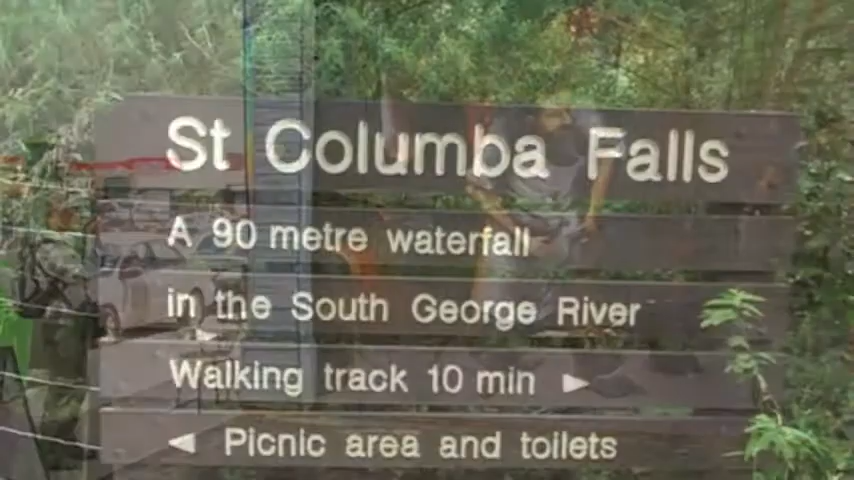 St Columba Falls
A 90 metre waterfall
in the South George River
Walking track 10 min ►
◄ Picnic area and toilets